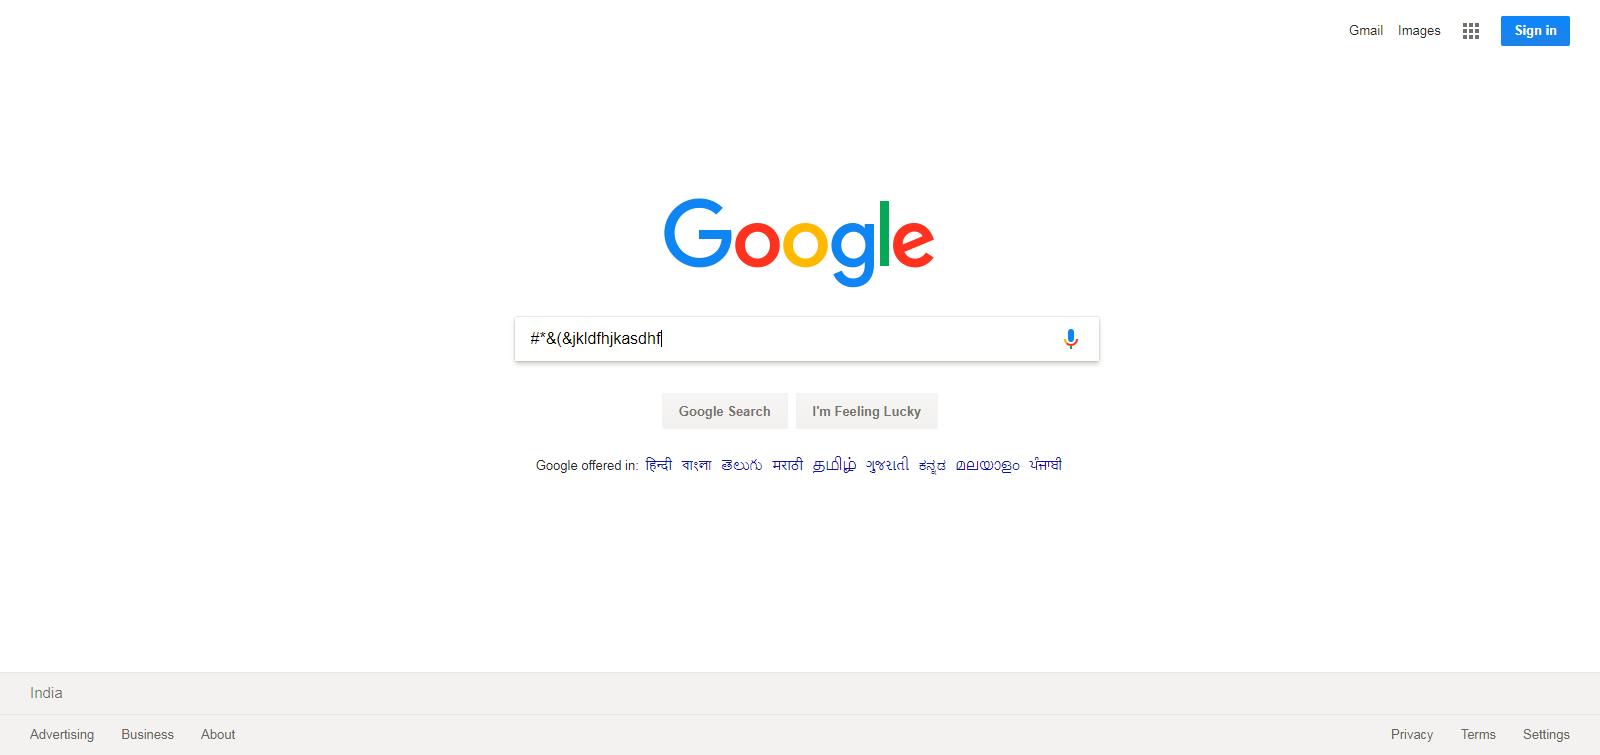 Gmail Images Sign in
Google
#*&(&jkldfhjkasdhf
Google Search I'm Feeling Lucky
Google offered in: हिन्दी বাংলা తెలుగు मराठी தமிழ் ગુજરાતી ಕನ್ನಡ മലയാളം ਪੰਜਾਬੀ
India
Advertising Business About Privacy Terms Settings